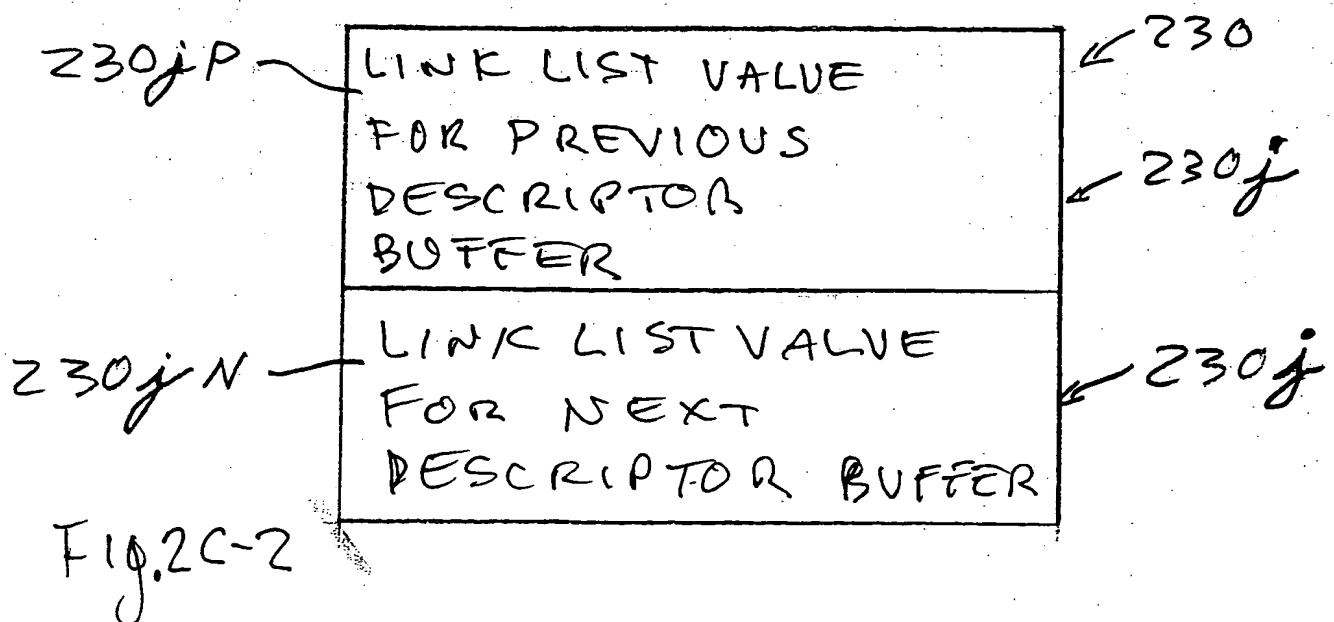 230jP
LINK LIST VALUE
FOR PREVIOUS
DESCRIPTOR
BUFFER
230
230j
230jN
LINK LIST VALUE
FOR NEXT
DESCRIPTOR BUFFER
230j
Fig.2C-2